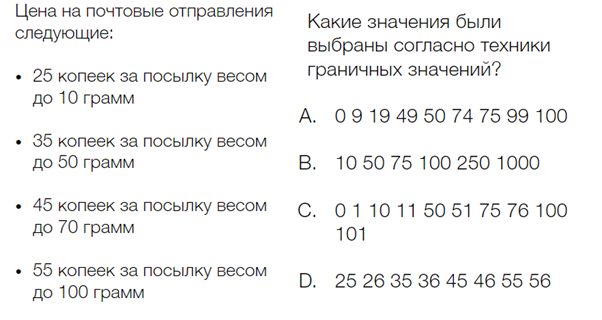 Цена на почтовые отправления
следующие:
• 25 копеек за посылку весом
до 10 грамм
• 35 копеек за посылку весом
до 50 грамм
• 45 копеек за посылку весом
до 70 грамм
• 55 копеек за посылку весом
до 100 грамм
Какие значения были
выбраны согласно техники
граничных значений?
A. 0 9 19 49 50 74 75 99 100
B. 10 50 75 100 250 1000
C. 0 1 10 11 50 51 75 76 100
101
D. 25 26 35 36 45 46 55 56